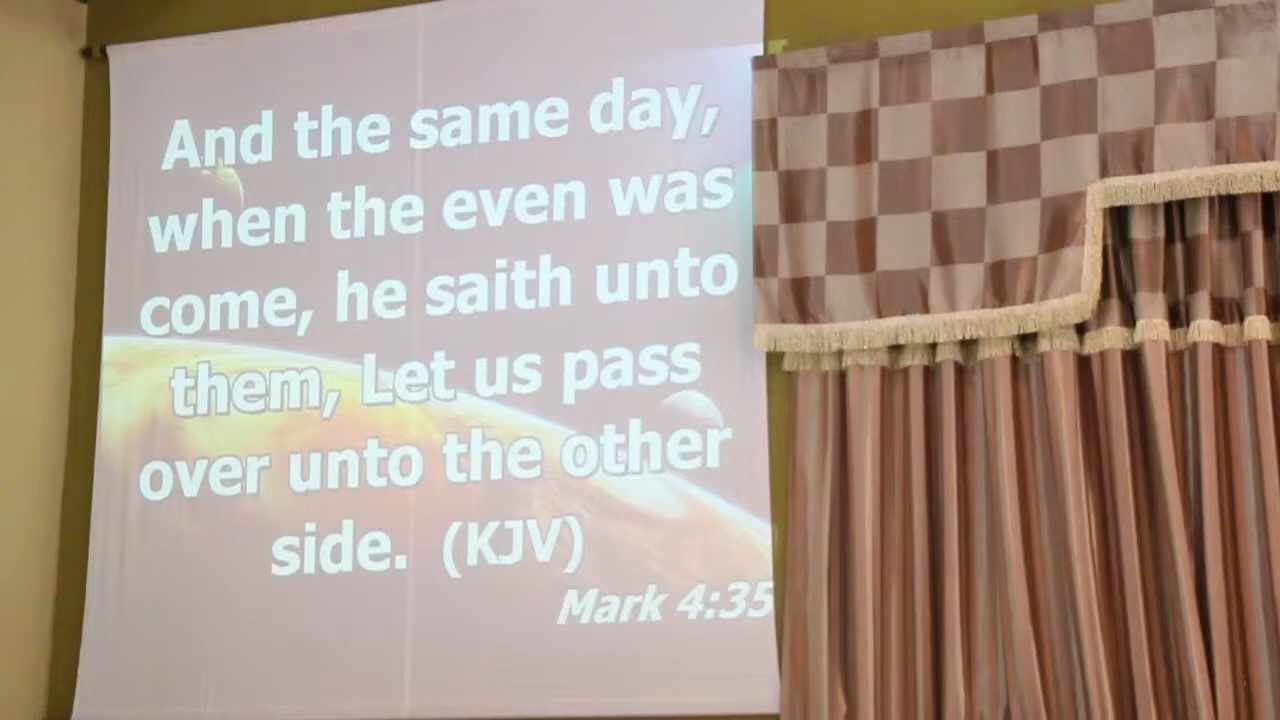 And the same day,
when the even was
come, he saith unto
them, Let us pass
over unto the other
side. (KJV)
Mark 4:35